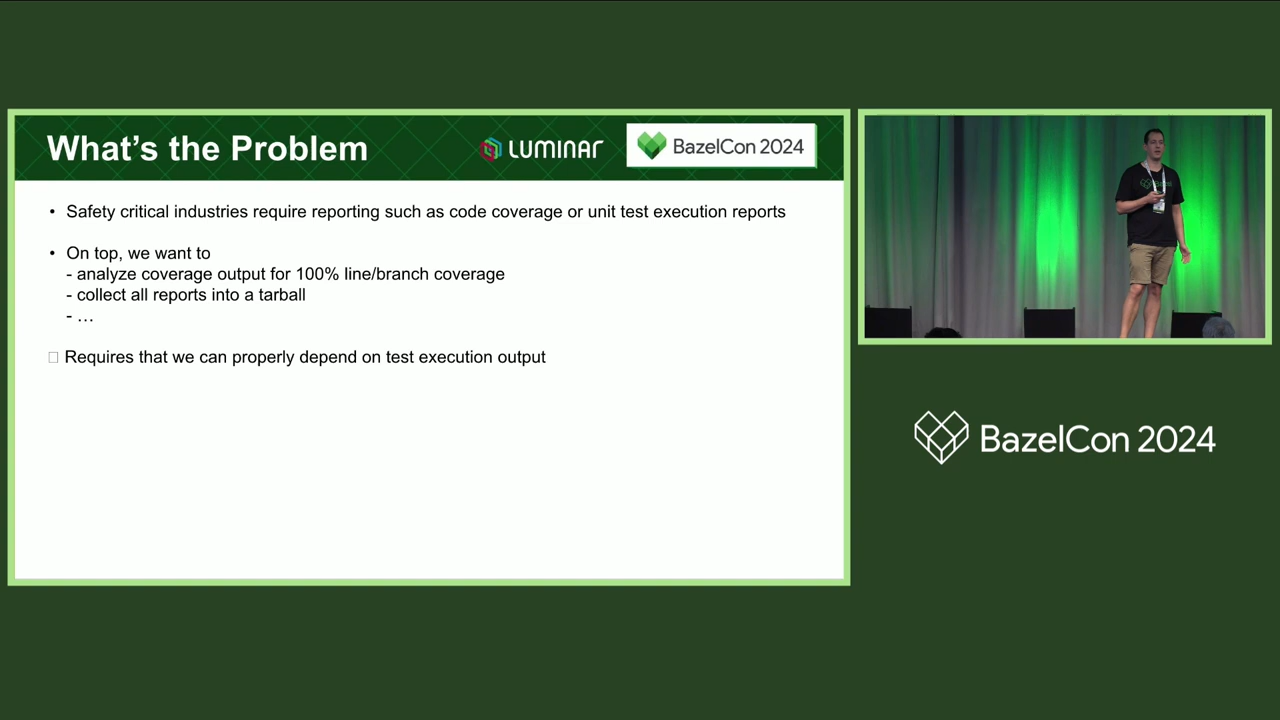 What's the Problem
LUMINAR
BazelCon 2024
• Safety critical industries require reporting such as code coverage or unit test execution reports
• On top, we want to
- analyze coverage output for 100% line/branch coverage
- collect all reports into a tarball
- …
Requires that we can properly depend on test execution output
BazelCon 2024